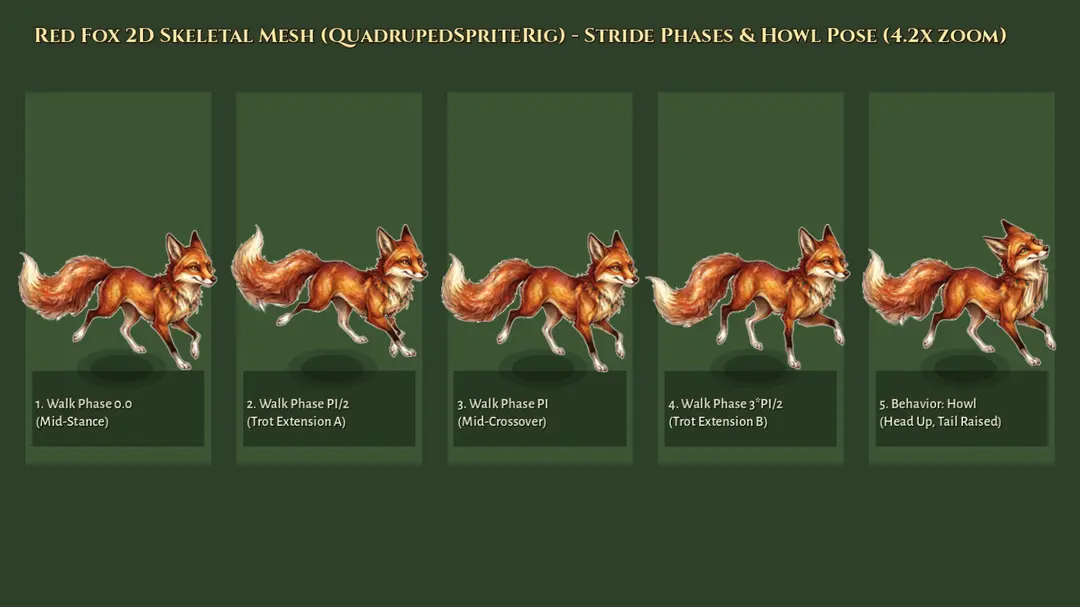 Red Fox 2D Skeletal Mesh (QuadrupedSpriteRig) - Stride Phases & Howl Pose (4.2x zoom)
1. Walk Phase 0.0
(Mid-Stance)
2. Walk Phase PI/2
(Trot Extension A)
3. Walk Phase PI
(Mid-Crossover)
4. Walk Phase 3*PI/2
(Trot Extension B)
5. Behavior: Howl
(Head Up, Tail Raised)